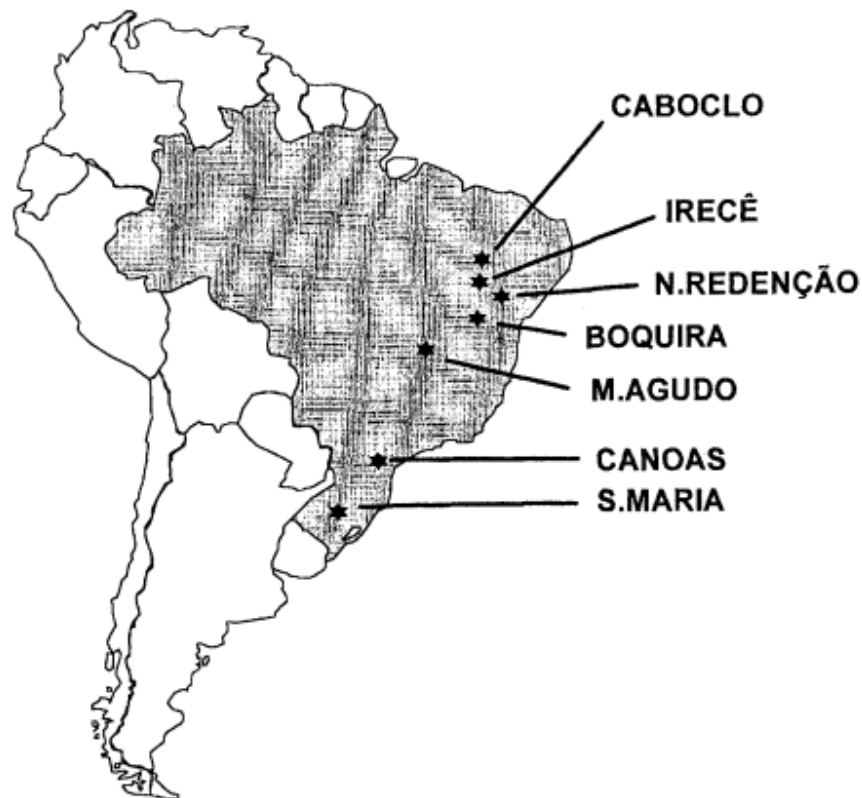 CABOCLO
IRECÊ
N.REDENÇÃO
BOQUIRA
M.AGUDO
CANOAS
S.MARIA